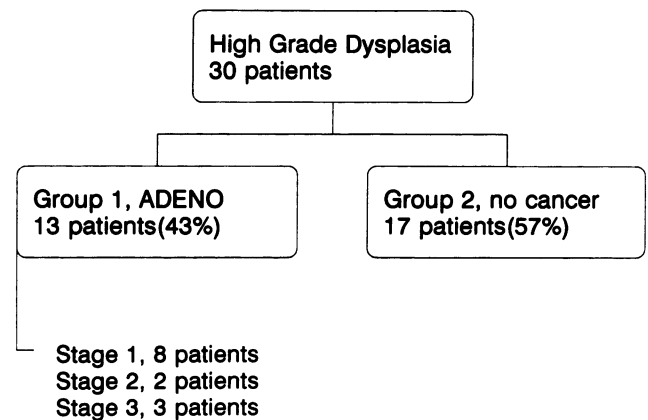 High Grade Dysplasia
30 patients
Group 1, ADENO
13 patients(43%)
Group 2, no cancer
17 patients(57%)
Stage 1, 8 patients
Stage 2, 2 patients
Stage 3, 3 patients